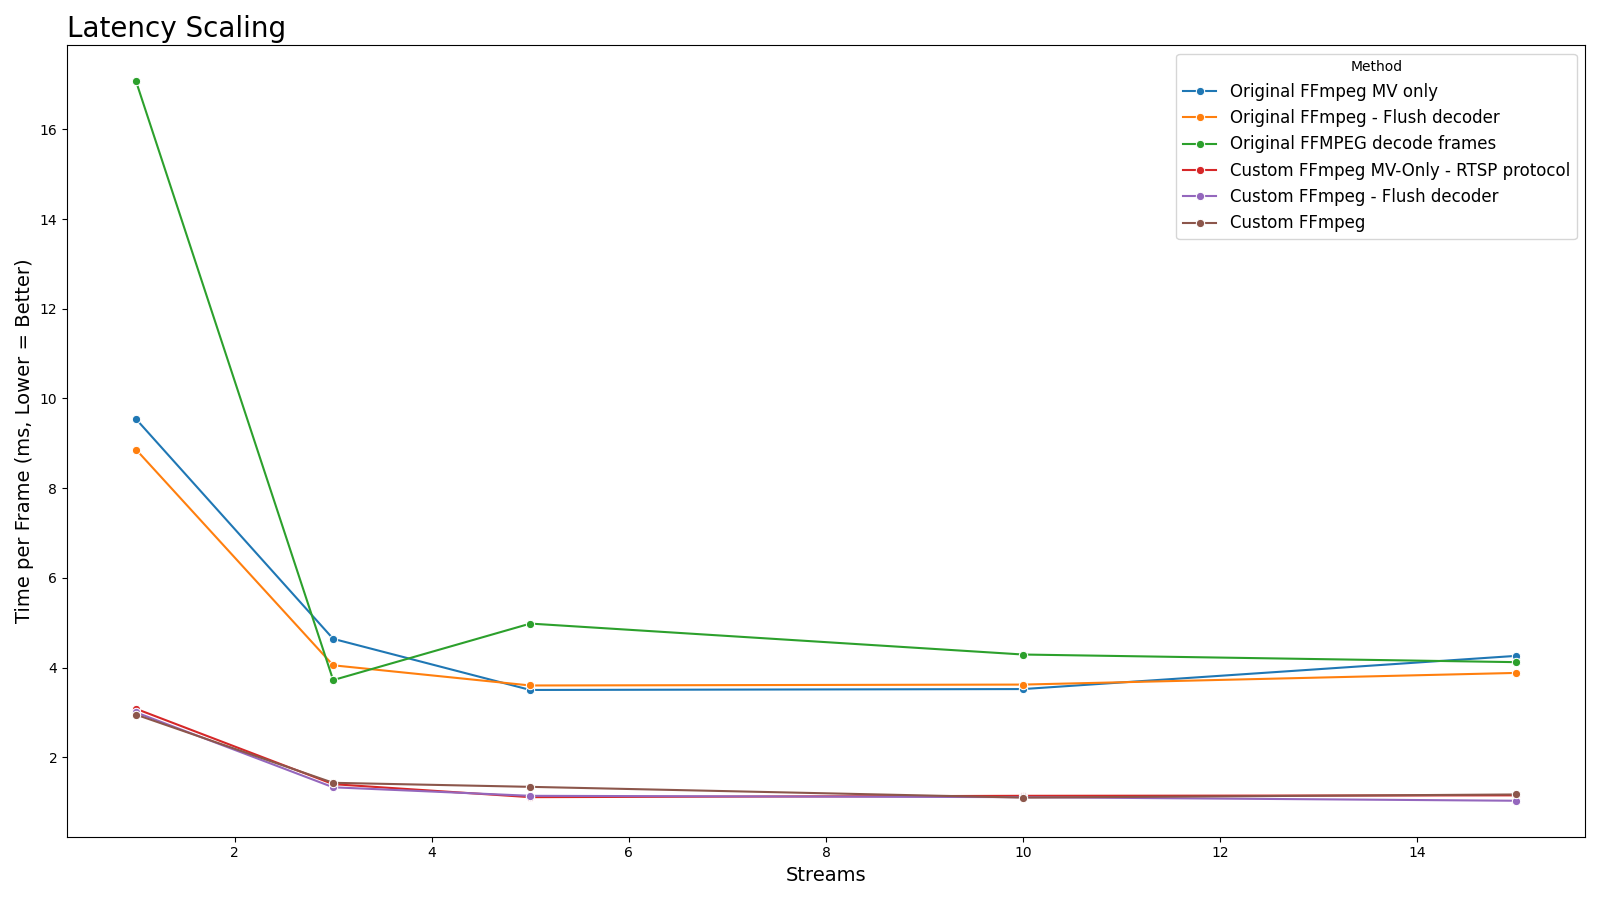 Latency Scaling
Method
Original FFmpeg MV only
Original FFmpeg - Flush decoder
Original FFMPEG decode frames
Custom FFmpeg MV-Only - RTSP protocol
Custom FFmpeg - Flush decoder
Custom FFmpeg
Time per Frame (ms, Lower = Better)
16
14
12
10
8
6
4
2
2 4 6 8 10 12 14
Streams